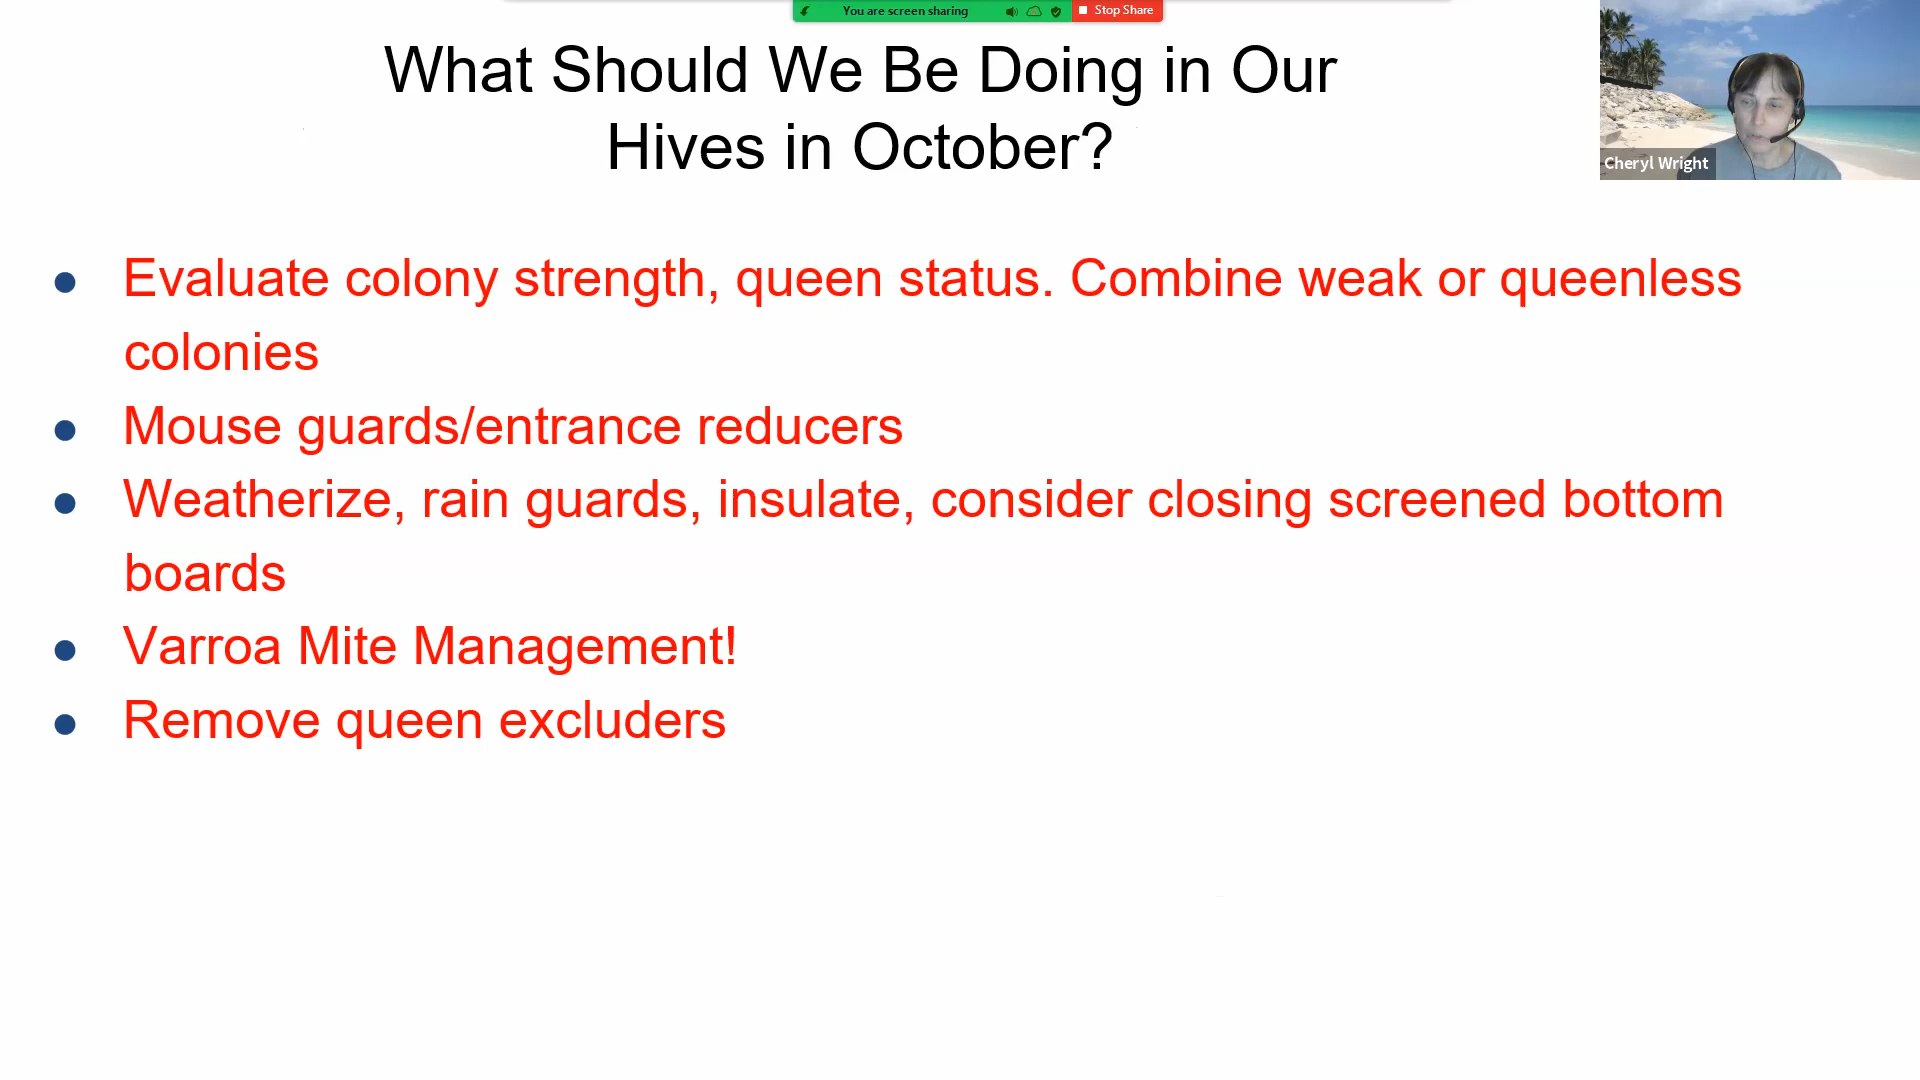 You are screen sharing
Stop Share
What Should We Be Doing in Our
Hives in October?
Cheryl Wright
● Evaluate colony strength, queen status. Combine weak or queenless
colonies
● Mouse guards/entrance reducers
● Weatherize, rain guards, insulate, consider closing screened bottom
boards
● Varroa Mite Management!
● Remove queen excluders